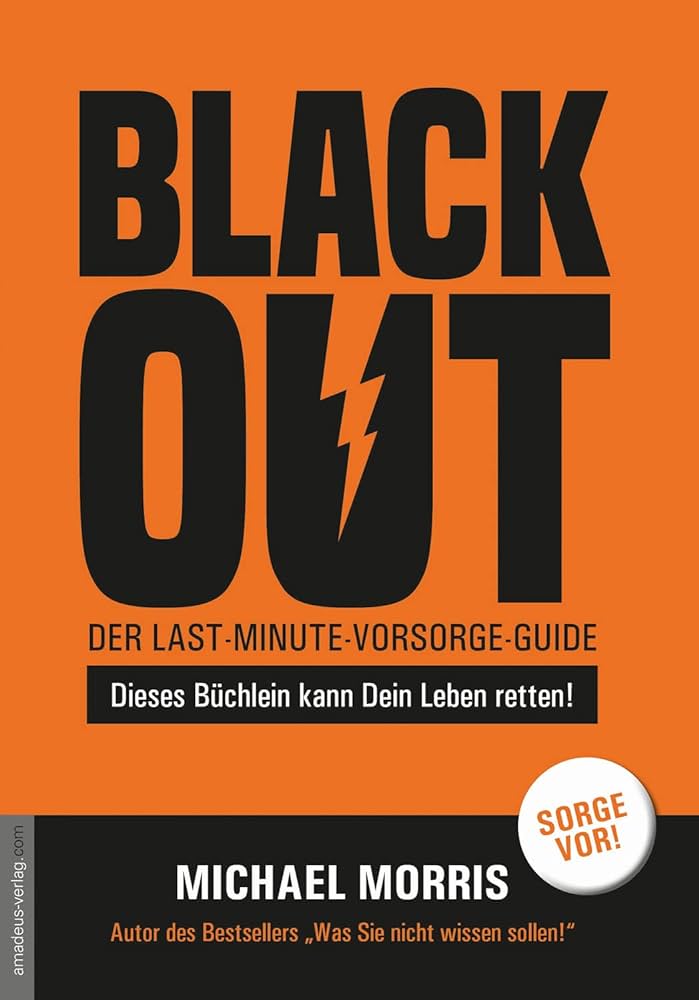 BLACK
OUT
DER LAST-MINUTE-VORSORGE-GUIDE
Dieses Büchlein kann Dein Leben retten!
SORGE
VOR!
MICHAEL MORRIS
Autor des Bestsellers „Was Sie nicht wissen sollen!“
amadeus-verlag.com